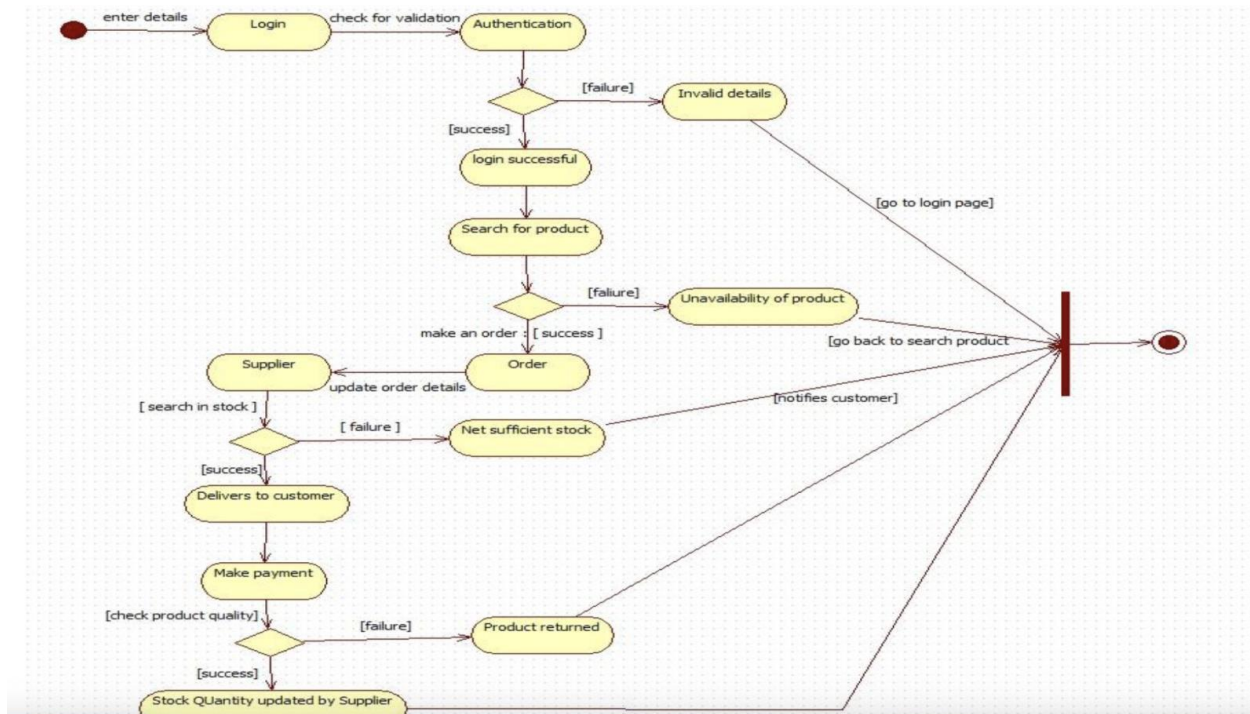 enter details
Login
check for validation
Authentication
[failure]
Invalid details
[success]
login successful
[go to login page]
Search for product
[faliure]
Unavailability of product
make an order : [ success ]
[go back to search product
Supplier
Order
update order details
[ search in stock ]
[notifies customer]
[ failure ]
Net sufficient stock
[success]
Delivers to customer
Make payment
[check product quality]
[failure]
Product returned
[success]
Stock QUantity updated by Supplier